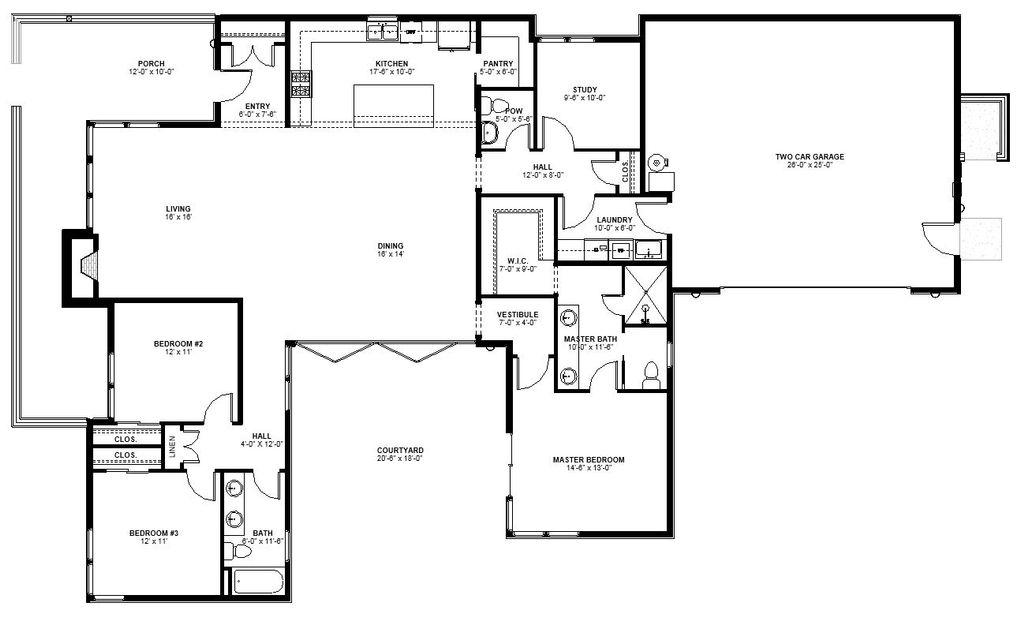 PORCH
12'-0" x 10'-0"
ENTRY
6'-0" x 7'-6"
KITCHEN
17'-6" x 10'-0"
PANTRY
5'-0" x 6'-0"
POW
5'-0" x 5'-6"
STUDY
9'-6" x 10'-0"
HALL
12'-0" x 8'-0"
CLOS.
TWO CAR GARAGE
26'-0" x 25'-0"
LIVING
16' x 16'
DINING
16' x 14'
LAUNDRY
10'-0" x 6'-0"
W.I.C.
7'-0" x 9'-0"
VESTIBULE
7'-0" x 4'-0"
MASTER BATH
10'-0" x 11'-6"
BEDROOM #2
12' x 11'
CLOS.
CLOS.
LINEN
HALL
4'-0" X 12'-0"
COURTYARD
20'-6" x 18'-0"
MASTER BEDROOM
14'-6" x 13'-0"
BEDROOM #3
12' x 11'
BATH
6'-0" x 11'-6"